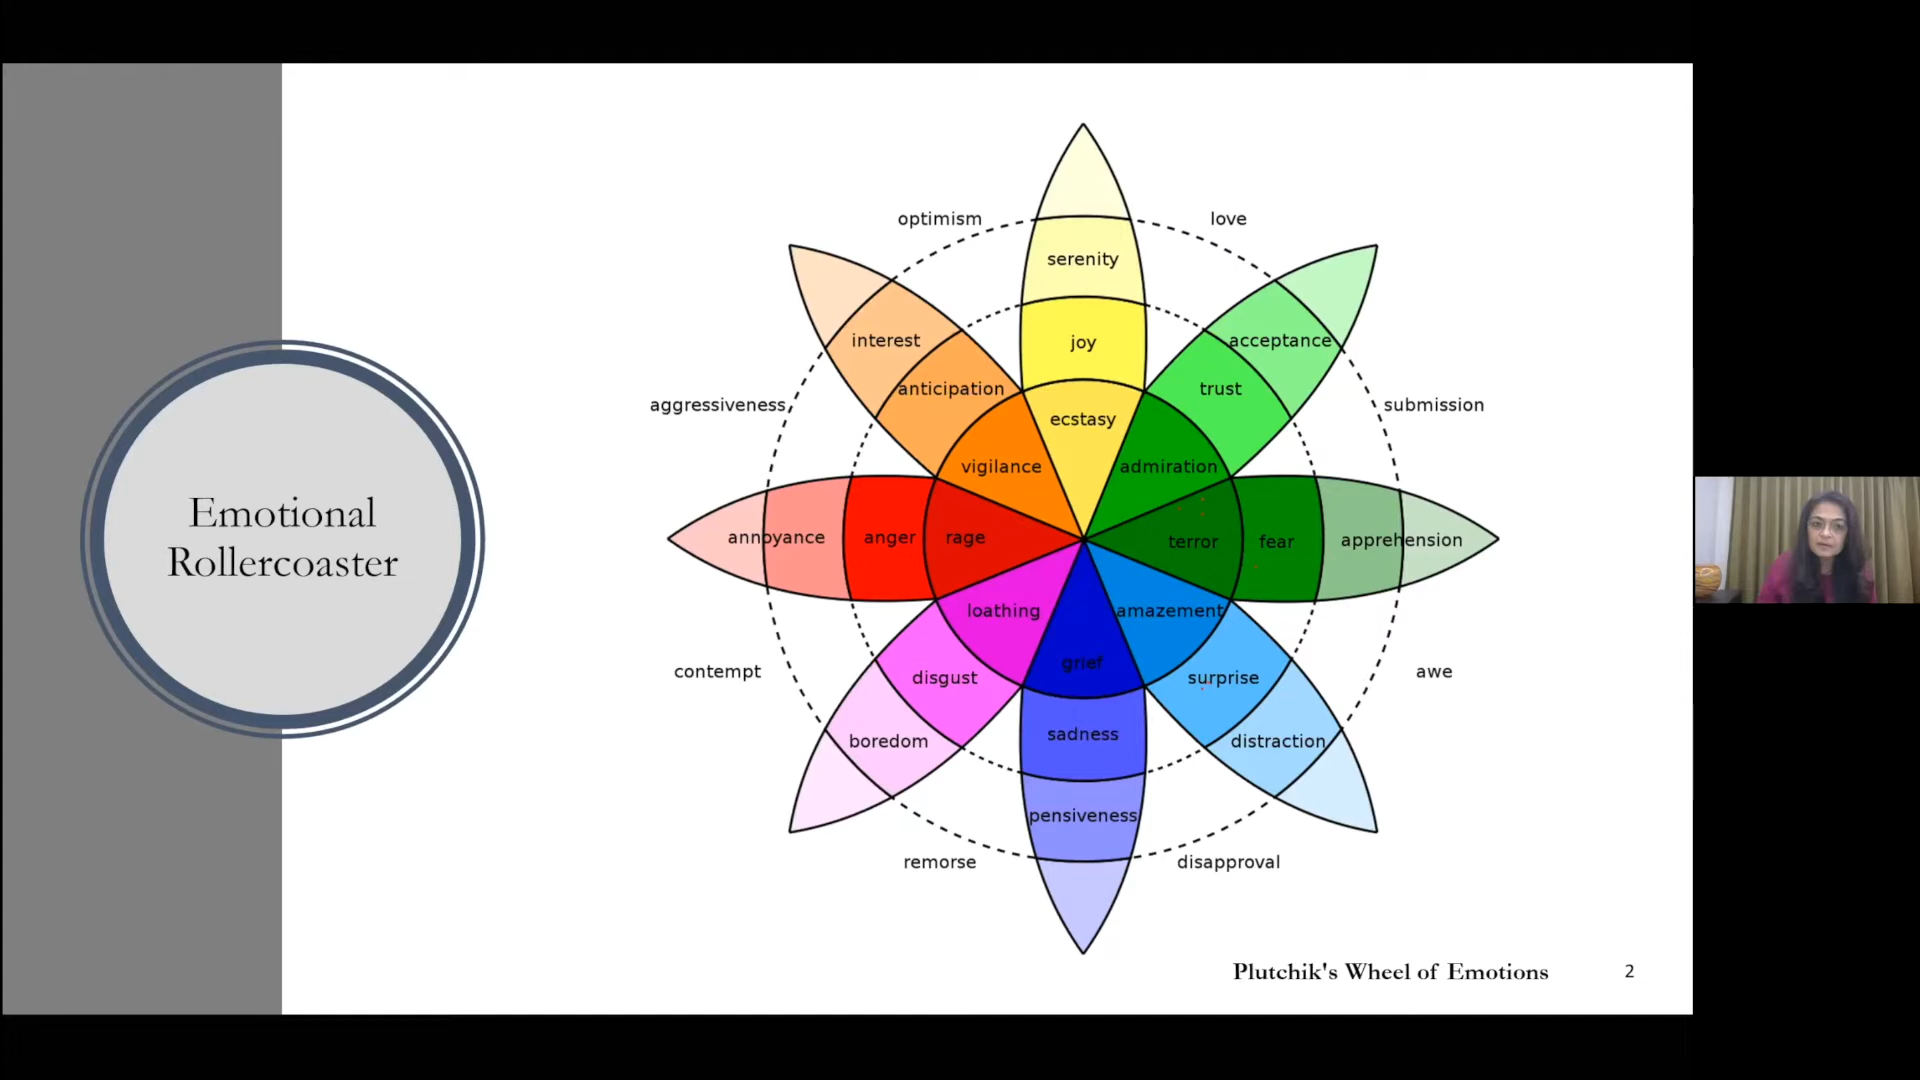 Emotional
Rollercoaster
optimism
love
serenity
interest
joy
acceptance
anticipation
trust
aggressiveness
submission
ecstasy
vigilance
admiration
annoyance
anger
rage
terror
fear
apprehension
loathing
amazement
grief
contempt
disgust
surprise
awe
sadness
boredom
distraction
pensiveness
remorse
disapproval
Plutchik's Wheel of Emotions
2